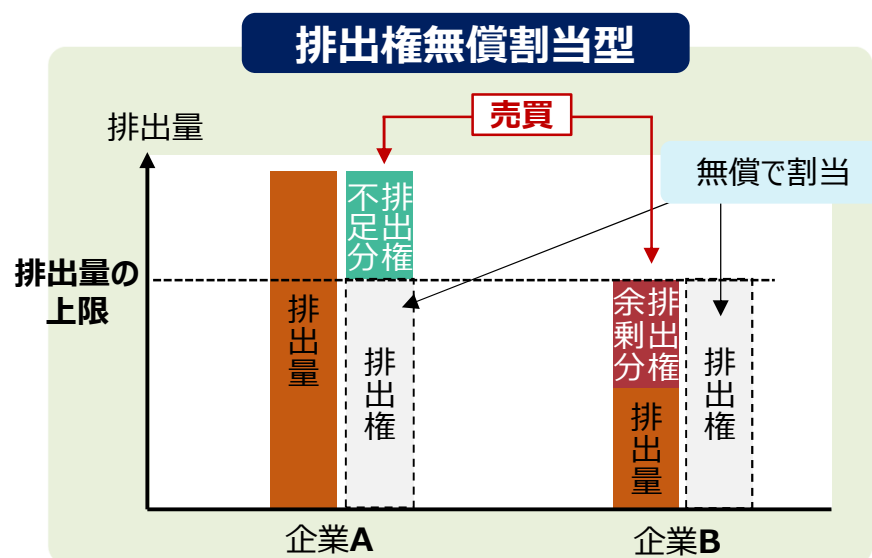 排出権無償割当型
売買
排出量
無償で割当
排出量の
上限
排出量
排出権
不足分
排出権
排出権
余剰分
排出量
排出権
企業A
企業B